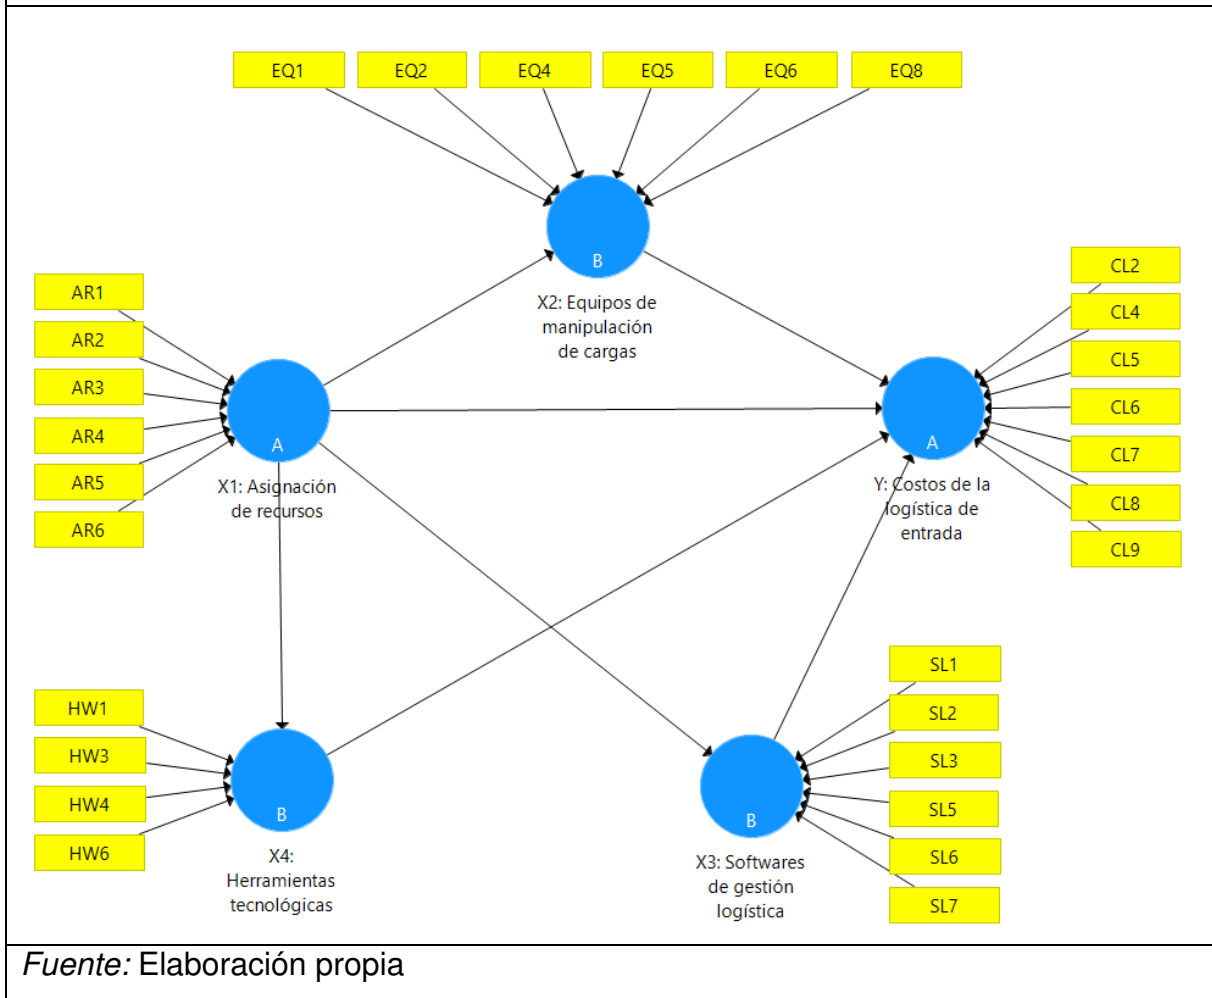 EQ1
EQ2
EQ4
EQ5
EQ6
EQ8
B
X2: Equipos de
manipulación
de cargas
AR1
AR2
AR3
AR4
AR5
AR6
A
X1: Asignación
de recursos
CL2
CL4
CL5
CL6
CL7
CL8
CL9
A
Y: Costos de la
logística de
entrada
HW1
HW3
HW4
HW6
B
X4:
Herramientas
tecnológicas
SL1
SL2
SL3
SL5
SL6
SL7
B
X3: Softwares
de gestión
logística
Fuente: Elaboración propia